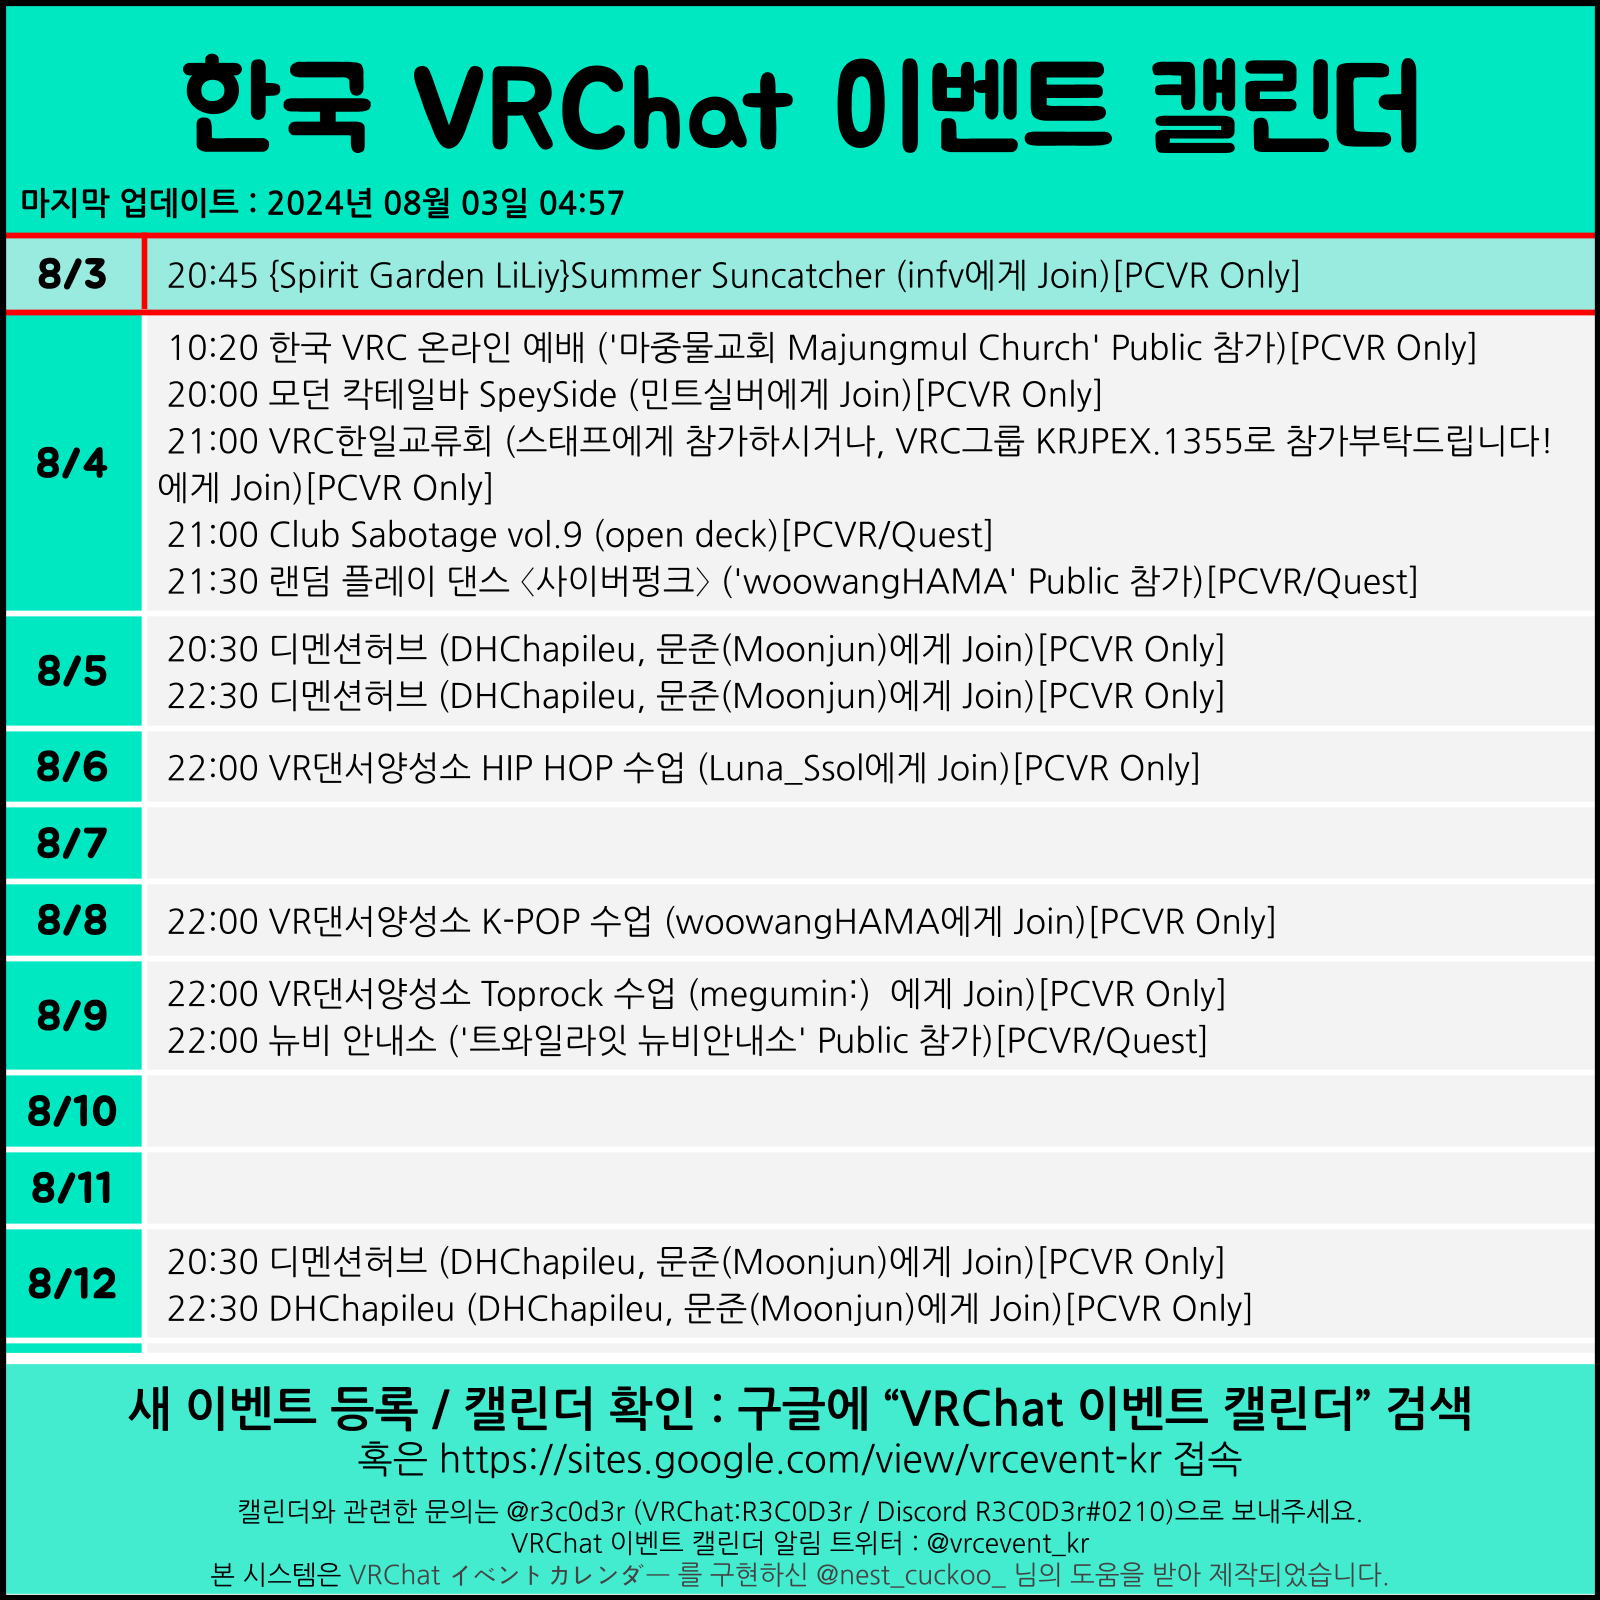 한국 VRChat 이벤트 캘린더
마지막 업데이트 : 2024년 08월 03일 04:57
8/3
20:45 {Spirit Garden LiLiy}Summer Suncatcher (infv에게 Join)[PCVR Only]
8/4
10:20 한국 VRC 온라인 예배 ('마중물교회 Majungmul Church' Public 참가)[PCVR Only]
20:00 모던 칵테일바 SpeySide (민트실버에게 Join)[PCVR Only]
21:00 VRC한일교류회 (스태프에게 참가하시거나, VRC그룹 KRJPEX.1355로 참가부탁드립니다!
에게 Join)[PCVR Only]
21:00 Club Sabotage vol.9 (open deck)[PCVR/Quest]
21:30 랜덤 플레이 댄스 〈사이버펑크〉 ('woowangHAMA' Public 참가)[PCVR/Quest]
8/5
20:30 디멘션허브 (DHChapileu, 문준(Moonjun)에게 Join)[PCVR Only]
22:30 디멘션허브 (DHChapileu, 문준(Moonjun)에게 Join)[PCVR Only]
8/6
22:00 VR댄서양성소 HIP HOP 수업 (Luna_Ssol에게 Join)[PCVR Only]
8/7
8/8
22:00 VR댄서양성소 K-POP 수업 (woowangHAMA에게 Join)[PCVR Only]
8/9
22:00 VR댄서양성소 Toprock 수업 (megumin:)  에게 Join)[PCVR Only]
22:00 뉴비 안내소 ('트와일라잇 뉴비안내소' Public 참가)[PCVR/Quest]
8/10
8/11
8/12
20:30 디멘션허브 (DHChapileu, 문준(Moonjun)에게 Join)[PCVR Only]
22:30 DHChapileu (DHChapileu, 문준(Moonjun)에게 Join)[PCVR Only]
새 이벤트 등록 / 캘린더 확인 : 구글에 “VRChat 이벤트 캘린더” 검색
혹은 https://sites.google.com/view/vrcevent-kr 접속
캘린더와 관련한 문의는 @r3c0d3r (VRChat:R3C0D3r / Discord R3C0D3r#0210)으로 보내주세요.
VRChat 이벤트 캘린더 알림 트위터 : @vrcevent_kr
본 시스템은 VRChat イベントカレンダー 를 구현하신 @nest_cuckoo_ 님의 도움을 받아 제작되었습니다.